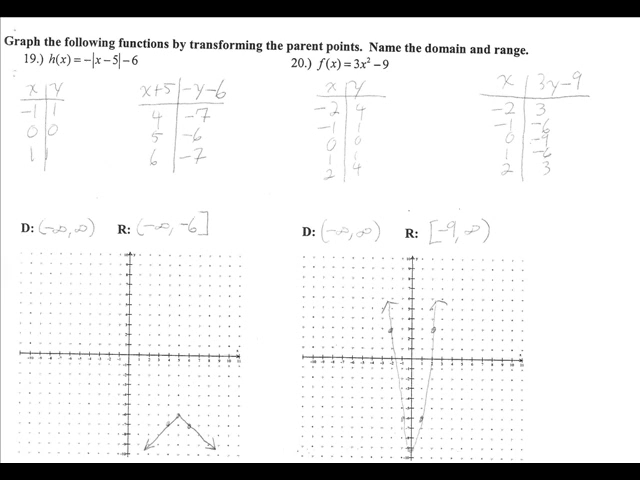 Graph the following functions by transforming the parent points. Name the domain and range.
19.) h(x) = -|x - 5| - 6
20.) f(x) = 3x² - 9
x | y
-1 | 1
0 | 0
1 | 1
x+5 | -y-6
4 | -7
5 | -6
6 | -7
x | y
-2 | 4
-1 | 1
0 | 0
1 | 1
2 | 4
x | 3y-9
-2 | 3
-1 | -6
0 | -9
1 | -6
2 | 3
D: (-∞, ∞) R: (-∞, -6]
D: (-∞, ∞) R: [-9, ∞)